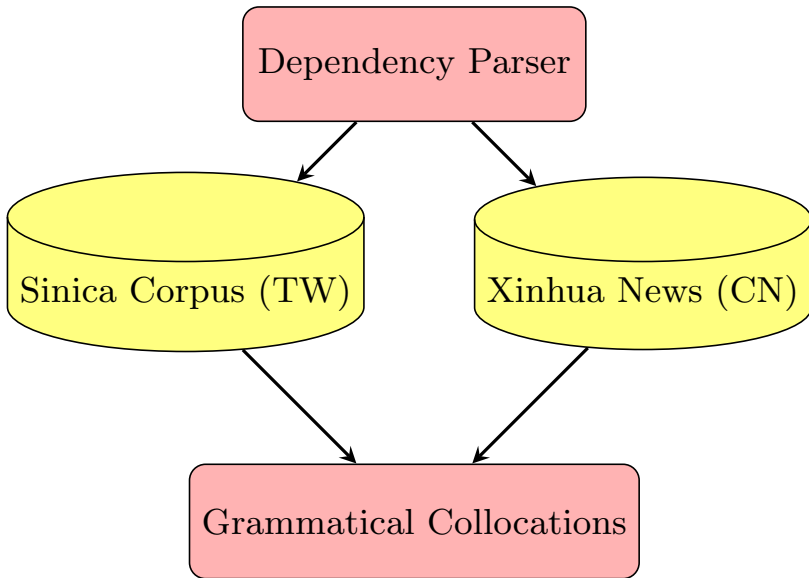 Dependency Parser
Sinica Corpus (TW)
Xinhua News (CN)
Grammatical Collocations